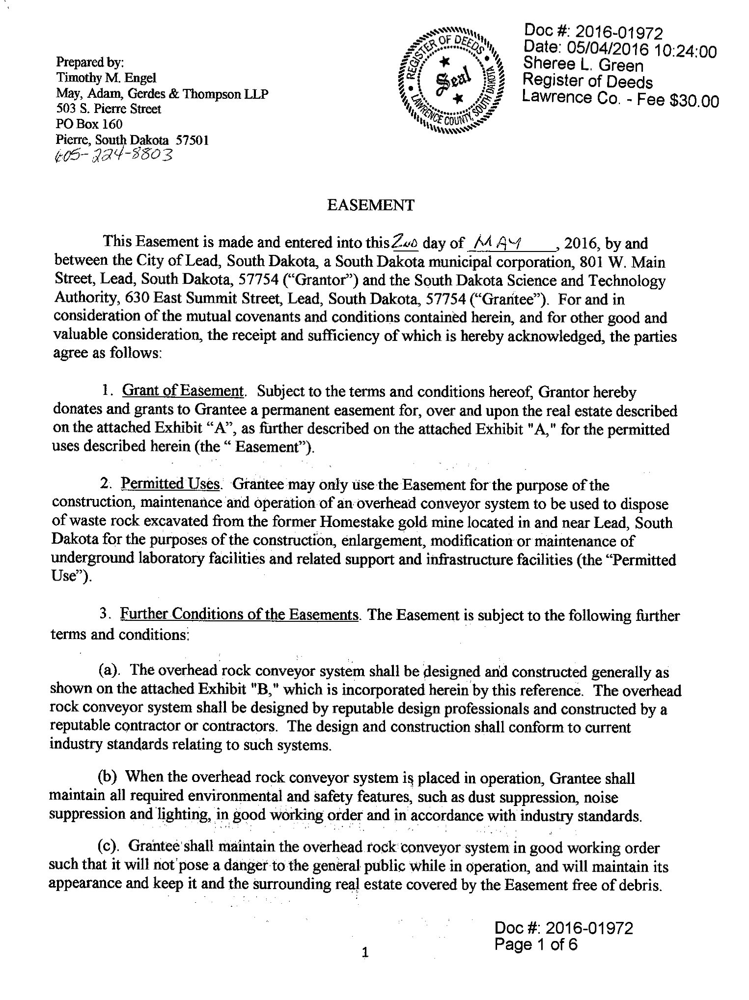 Doc #: 2016-01972
Date: 05/04/2016 10:24:00
Sheree L. Green
Register of Deeds
Lawrence Co. - Fee $30.00
• REGISTER OF DEEDS •
LAWRENCE COUNTY, SOUTH DAKOTA
Seal
Prepared by:
Timothy M. Engel
May, Adam, Gerdes & Thompson LLP
503 S. Pierre Street
PO Box 160
Pierre, South Dakota 57501
605-224-8803
EASEMENT
This Easement is made and entered into this 2ND day of MAY, 2016, by and
between the City of Lead, South Dakota, a South Dakota municipal corporation, 801 W. Main
Street, Lead, South Dakota, 57754 (“Grantor”) and the South Dakota Science and Technology
Authority, 630 East Summit Street, Lead, South Dakota, 57754 (“Grantee”). For and in
consideration of the mutual covenants and conditions contained herein, and for other good and
valuable consideration, the receipt and sufficiency of which is hereby acknowledged, the parties
agree as follows:
1. Grant of Easement. Subject to the terms and conditions hereof, Grantor hereby
donates and grants to Grantee a permanent easement for, over and upon the real estate described
on the attached Exhibit “A”, as further described on the attached Exhibit "A," for the permitted
uses described herein (the “ Easement”).
2. Permitted Uses. Grantee may only use the Easement for the purpose of the
construction, maintenance and operation of an overhead conveyor system to be used to dispose
of waste rock excavated from the former Homestake gold mine located in and near Lead, South
Dakota for the purposes of the construction, enlargement, modification or maintenance of
underground laboratory facilities and related support and infrastructure facilities (the “Permitted
Use”).
3. Further Conditions of the Easements. The Easement is subject to the following further
terms and conditions:
(a). The overhead rock conveyor system shall be designed and constructed generally as
shown on the attached Exhibit "B," which is incorporated herein by this reference. The overhead
rock conveyor system shall be designed by reputable design professionals and constructed by a
reputable contractor or contractors. The design and construction shall conform to current
industry standards relating to such systems.
(b) When the overhead rock conveyor system is placed in operation, Grantee shall
maintain all required environmental and safety features, such as dust suppression, noise
suppression and lighting, in good working order and in accordance with industry standards.
(c). Grantee shall maintain the overhead rock conveyor system in good working order
such that it will not pose a danger to the general public while in operation, and will maintain its
appearance and keep it and the surrounding real estate covered by the Easement free of debris.
Doc #: 2016-01972
Page 1 of 6
1